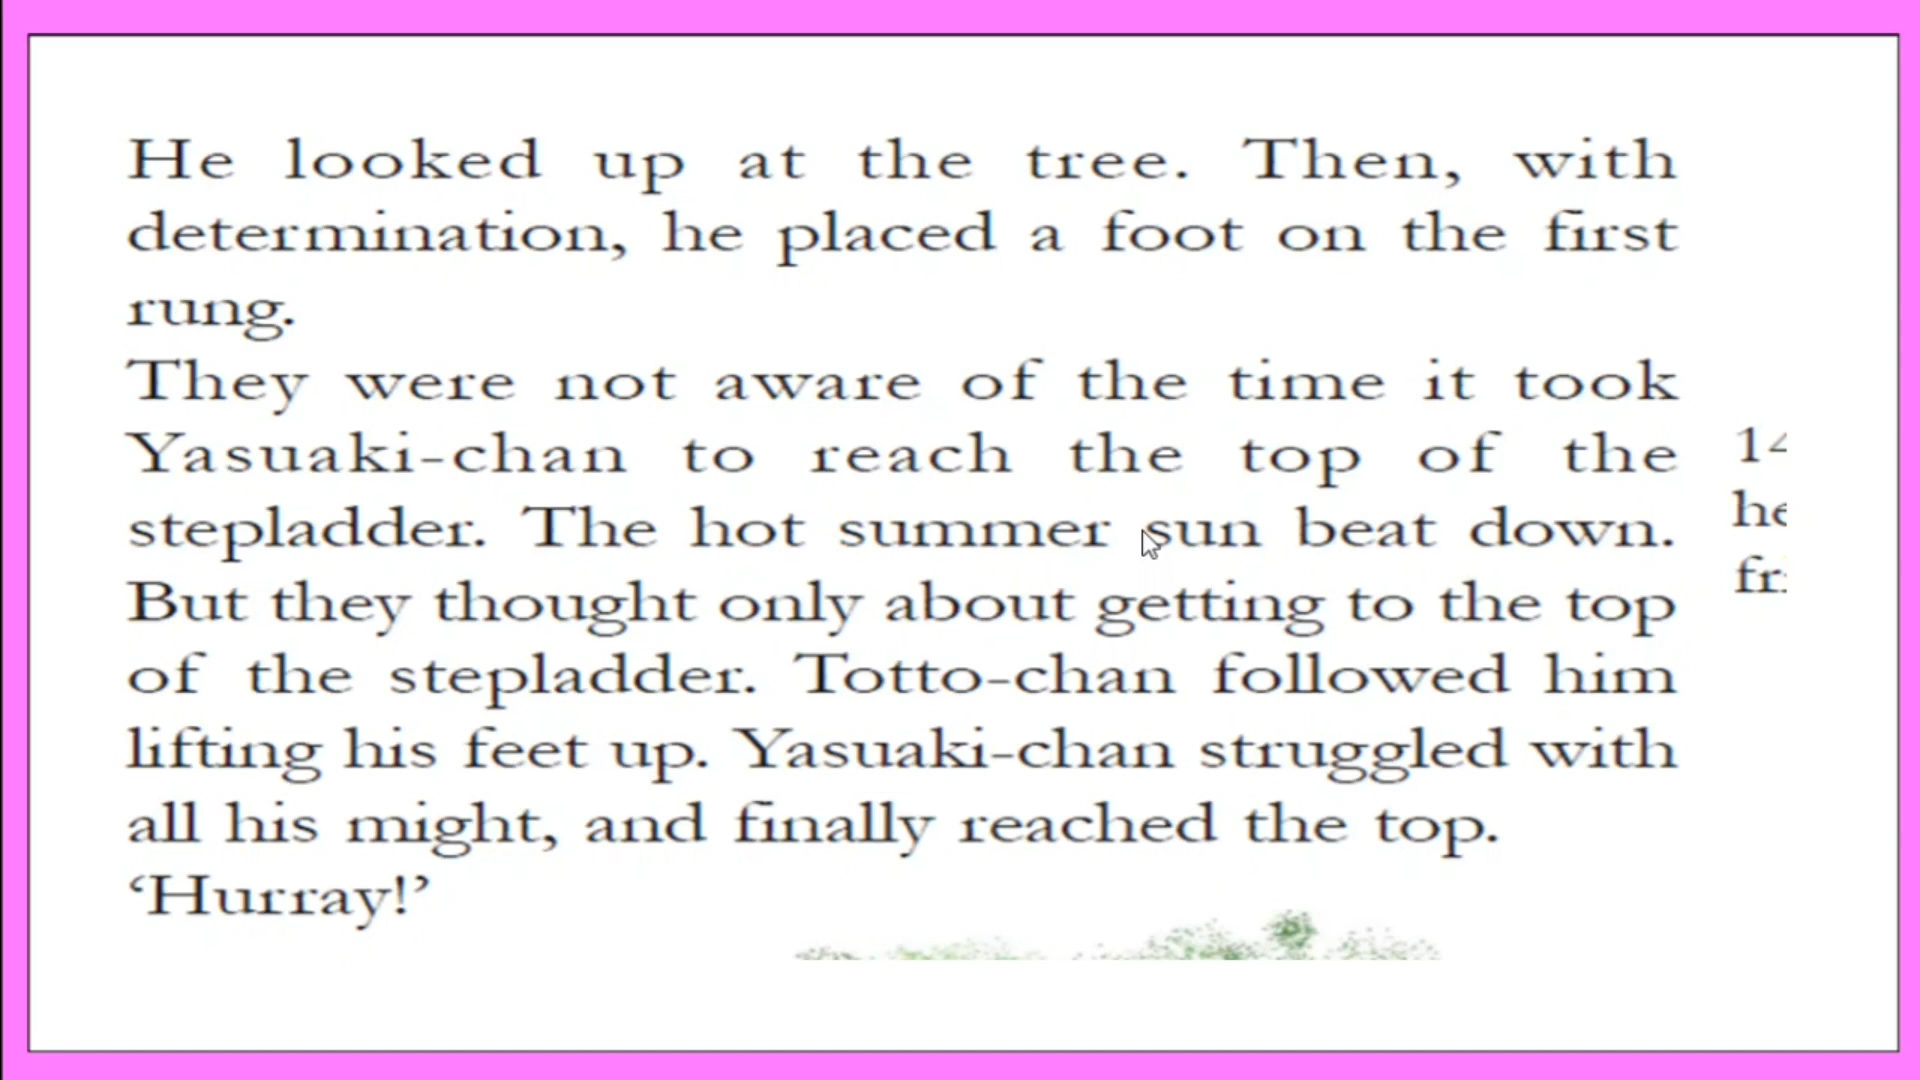 He looked up at the tree. Then, with
determination, he placed a foot on the first
rung.
They were not aware of the time it took
Yasuaki-chan to reach the top of the
stepladder. The hot summer sun beat down.
But they thought only about getting to the top
of the stepladder. Totto-chan followed him
lifting his feet up. Yasuaki-chan struggled with
all his might, and finally reached the top.
‘Hurray!’